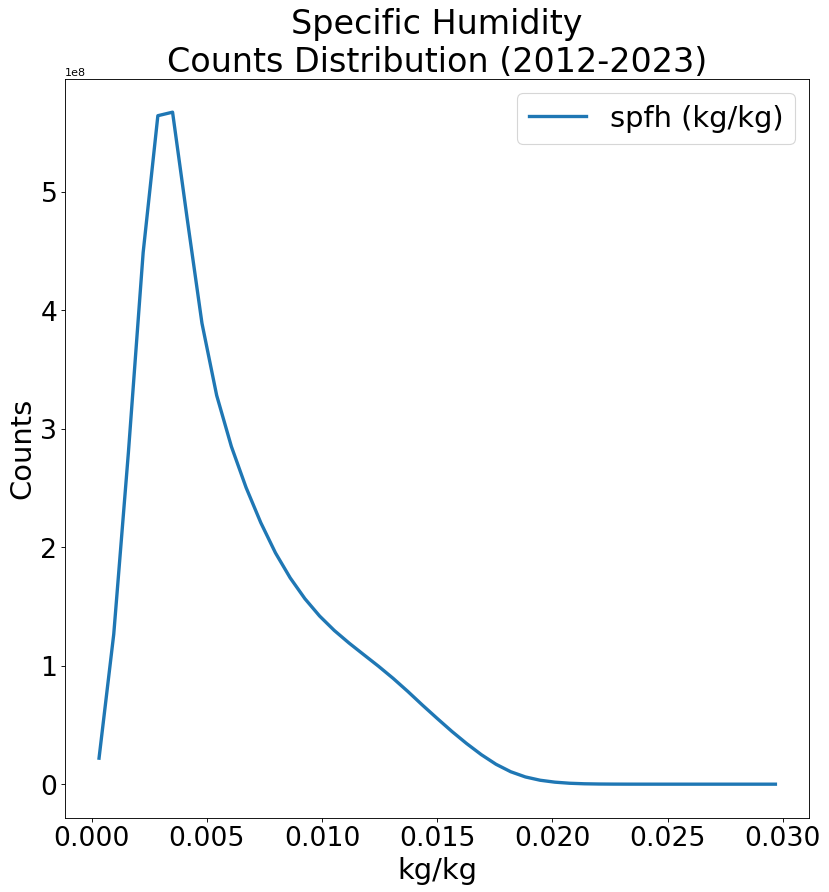 Specific Humidity
Counts Distribution (2012-2023)
1e8
spfh (kg/kg)
5
4
3
2
1
0
Counts
0.000 0.005 0.010 0.015 0.020 0.025 0.030
kg/kg